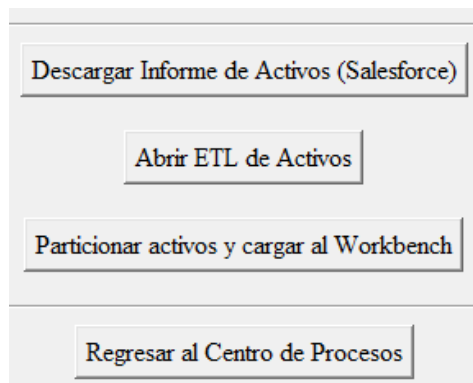 Descargar Informe de Activos (Salesforce)
Abrir ETL de Activos
Particionar activos y cargar al Workbench
Regresar al Centro de Procesos